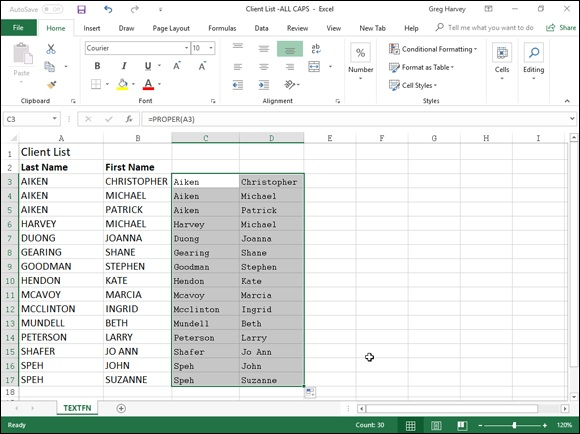 AutoSave Off
Client List -ALL CAPS - Excel
Greg Harvey
File Home Insert Page Layout Formulas Data Review View New Tab Tell me what you want to do Share
Paste
Clipboard
Courier 10
B I U
Font
Alignment
%
Number
Conditional Formatting
Format as Table
Cell Styles
Styles
Cells
Editing
C3 fx =PROPER(A3)
A B C D E F G H I
1 Client List
2 Last Name First Name
3 AIKEN CHRISTOPHER Aiken Christopher
4 AIKEN MICHAEL Aiken Michael
5 AIKEN PATRICK Aiken Patrick
6 HARVEY MICHAEL Harvey Michael
7 DUONG JOANNA Duong Joanna
8 GEARING SHANE Gearing Shane
9 GOODMAN STEPHEN Goodman Stephen
10 HENDON KATE Hendon Kate
11 MCAVOY MARCIA Mcavoy Marcia
12 MCCLINTON INGRID Mcclinton Ingrid
13 MUNDELL BETH Mundell Beth
14 PETERSON LARRY Peterson Larry
15 SHAFER JO ANN Shafer Jo Ann
16 SPEH JOHN Speh John
17 SPEH SUZANNE Speh Suzanne
18
TEXTFN
Ready
Count: 30
120%